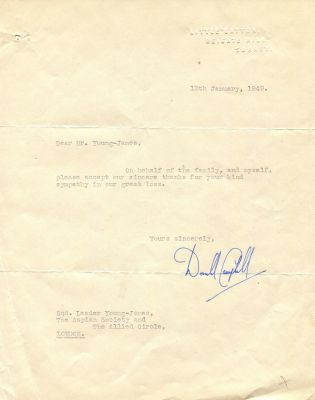 12th January, 1949.
Dear Mr. Young-James,
On behalf of the family, and myself,
please accept our sincere thanks for your kind
sympathy in our great loss.
Yours sincerely,
Donald Campbell
Sqd. Leader Young-James,
The Society and
The Allied Circle,
LONDON.